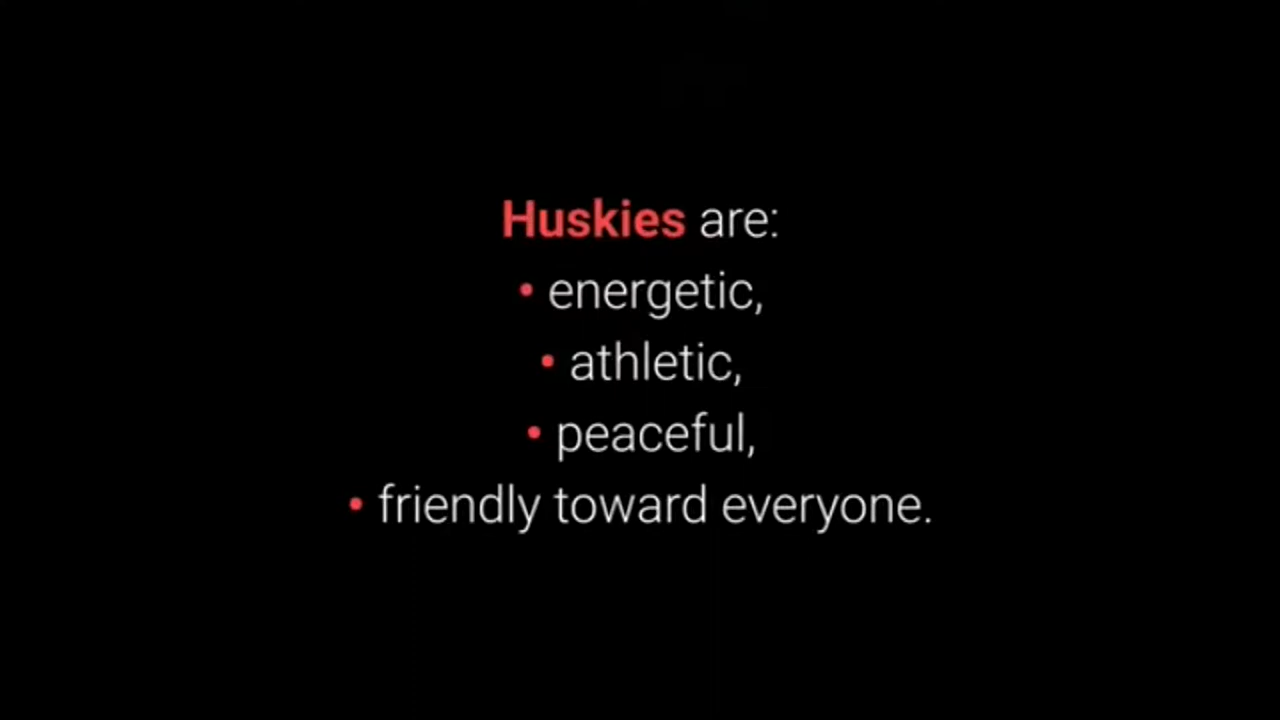 Huskies are:
• energetic,
• athletic,
• peaceful,
• friendly toward everyone.